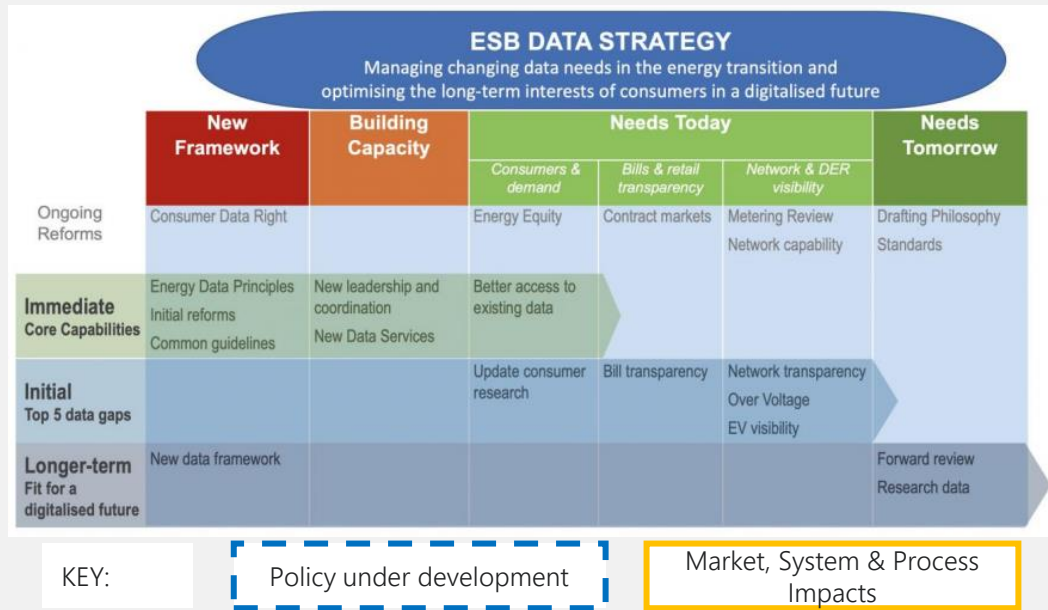 ESB DATA STRATEGY
Managing changing data needs in the energy transition and
optimising the long-term interests of consumers in a digitalised future
New
Framework
Building
Capacity
Needs Today
Needs
Tomorrow
Consumers &
demand
Bills & retail
transparency
Network & DER
visibility
Ongoing
Reforms
Consumer Data Right
Energy Equity
Contract markets
Metering Review
Network capability
Drafting Philosophy
Standards
Immediate
Core Capabilities
Energy Data Principles
Initial reforms
Common guidelines
New leadership and
coordination
New Data Services
Better access to
existing data
Initial
Top 5 data gaps
Update consumer
research
Bill transparency
Network transparency
Over Voltage
EV visibility
Longer-term
Fit for a
digitalised future
New data framework
Forward review
Research data
KEY:
Policy under development
Market, System & Process
Impacts